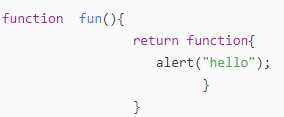 function  fun(){
return function{
alert("hello");
}
}